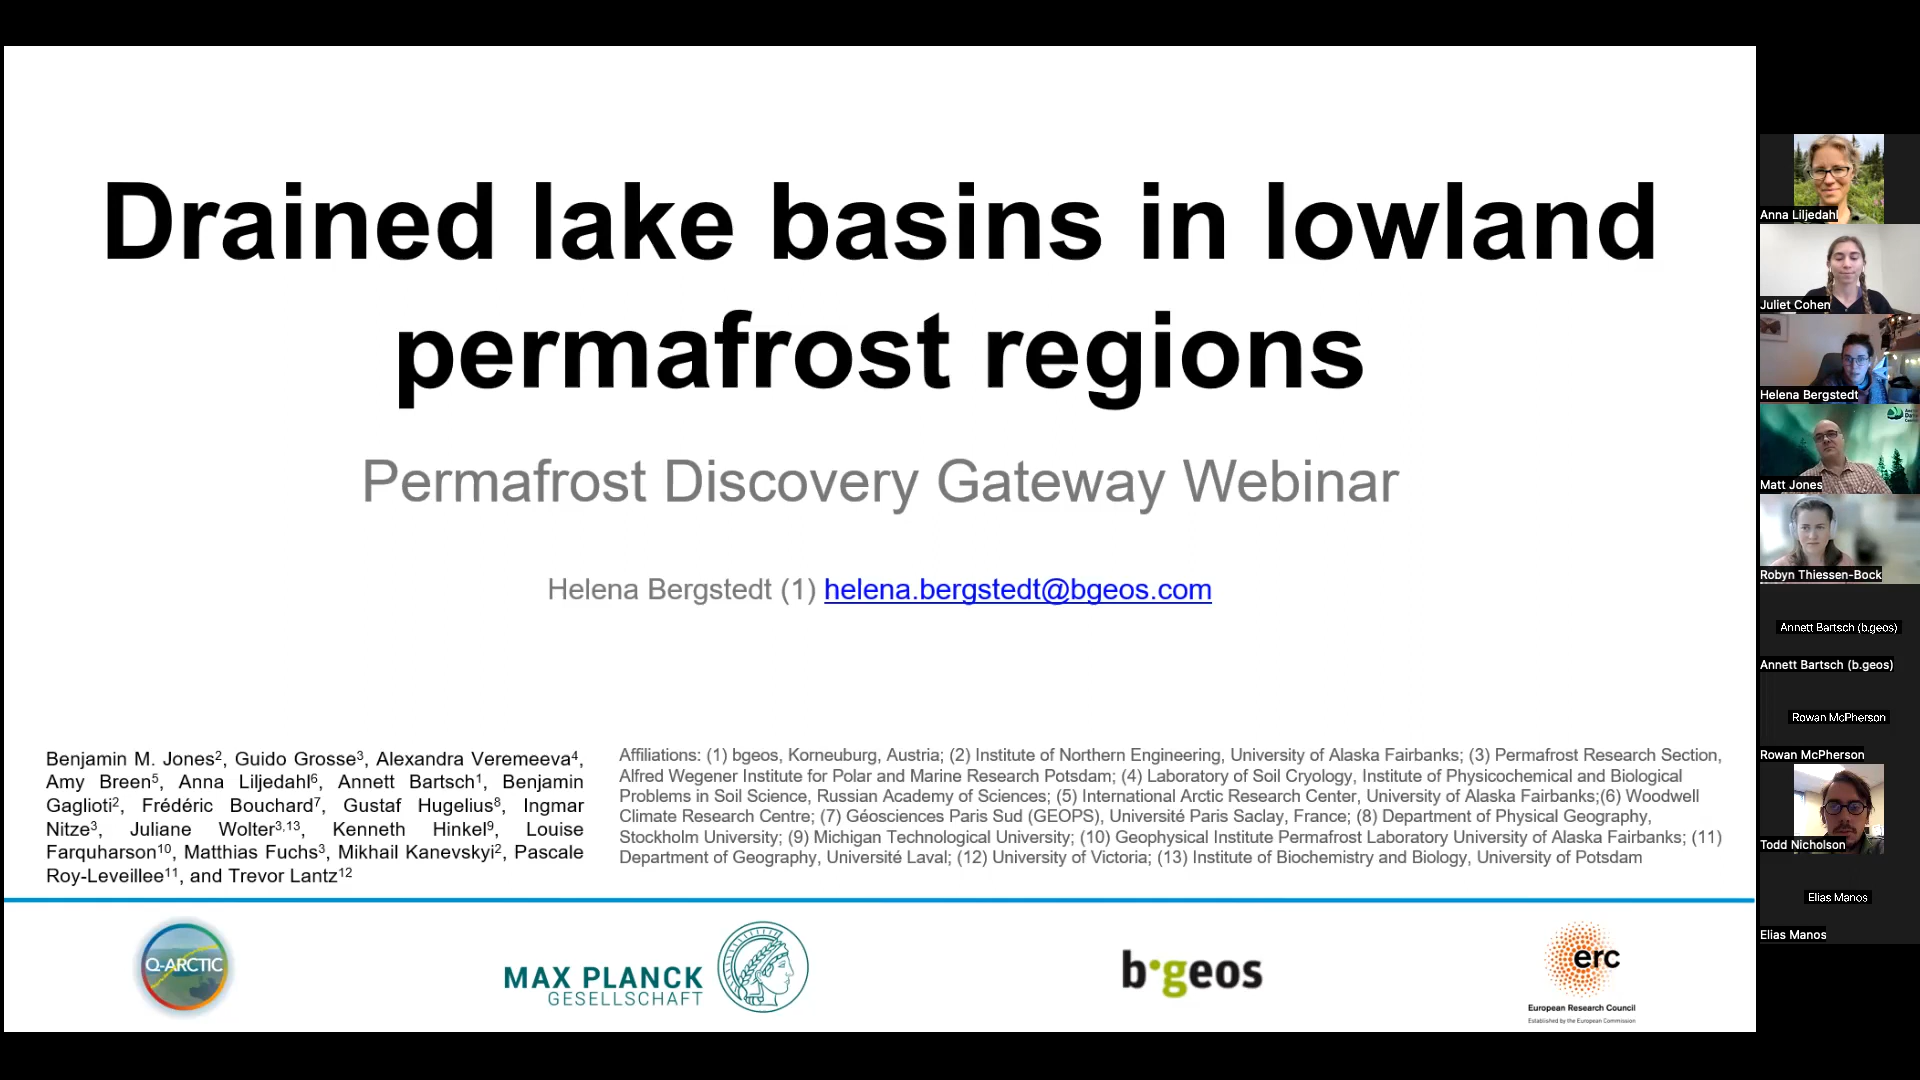 Drained lake basins in lowland
permafrost regions
Permafrost Discovery Gateway Webinar
Helena Bergstedt (1) helena.bergstedt@bgeos.com
Benjamin M. Jones2, Guido Grosse3, Alexandra Veremeeva4,
Amy Breen5, Anna Liljedahl6, Annett Bartsch1, Benjamin
Gaglioti2, Frédéric Bouchard7, Gustaf Hugelius8, Ingmar
Nitze3, Juliane Wolter3,13, Kenneth Hinkel9, Louise
Farquharson10, Matthias Fuchs3, Mikhail Kanevskyi2, Pascale
Roy-Leveillee11, and Trevor Lantz12
Affiliations: (1) bgeos, Korneuburg, Austria; (2) Institute of Northern Engineering, University of Alaska Fairbanks; (3) Permafrost Research Section,
Alfred Wegener Institute for Polar and Marine Research Potsdam; (4) Laboratory of Soil Cryology, Institute of Physicochemical and Biological
Problems in Soil Science, Russian Academy of Sciences; (5) International Arctic Research Center, University of Alaska Fairbanks;(6) Woodwell
Climate Research Centre; (7) Géosciences Paris Sud (GEOPS), Université Paris Saclay, France; (8) Department of Physical Geography,
Stockholm University; (9) Michigan Technological University; (10) Geophysical Institute Permafrost Laboratory University of Alaska Fairbanks; (11)
Department of Geography, Université Laval; (12) University of Victoria; (13) Institute of Biochemistry and Biology, University of Potsdam
Q-ARCTIC
MAX PLANCK
GESELLSCHAFT
b·geos
erc
European Research Council
Established by the European Commission
Anna Liljedahl
Juliet Cohen
Helena Bergstedt
Matt Jones
Robyn Thiessen-Bock
Annett Bartsch (b.geos)
Annett Bartsch (b.geos)
Rowan McPherson
Rowan McPherson
Todd Nicholson
Elias Manos
Elias Manos